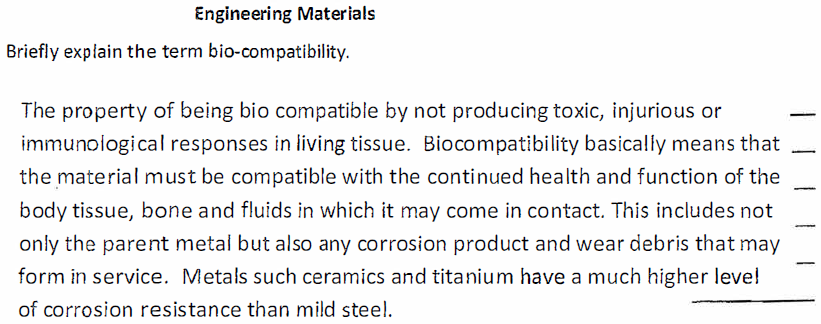 Engineering Materials
Briefly explain the term bio-compatibility.
The property of being bio compatible by not producing toxic, injurious or
immunological responses in living tissue. Biocompatibility basically means that
the material must be compatible with the continued health and function of the
body tissue, bone and fluids in which it may come in contact. This includes not
only the parent metal but also any corrosion product and wear debris that may
form in service. Metals such ceramics and titanium have a much higher level
of corrosion resistance than mild steel.